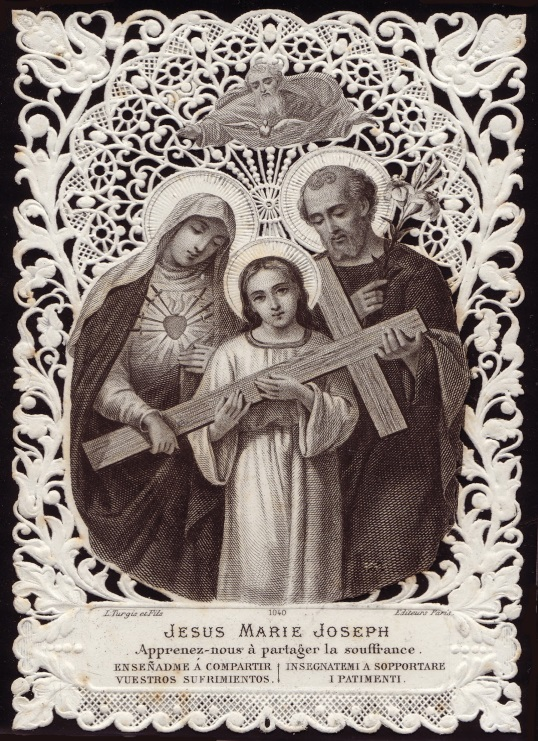 L. Turgis et Fils 1040 Editeurs Paris
JESUS MARIE JOSEPH
Apprenez-nous à partager la souffrance.
ENSEÑADME Á COMPARTIR
VUESTROS SUFRIMIENTOS.
INSEGNATEMI A SOPPORTARE
I PATIMENTI.